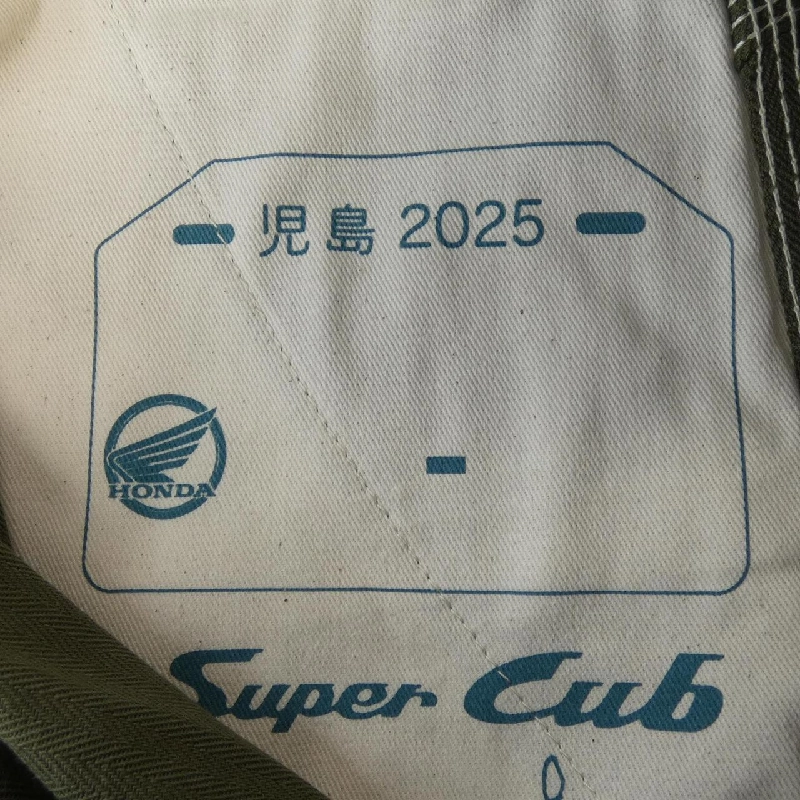 児島 2025
HONDA
Super Cub